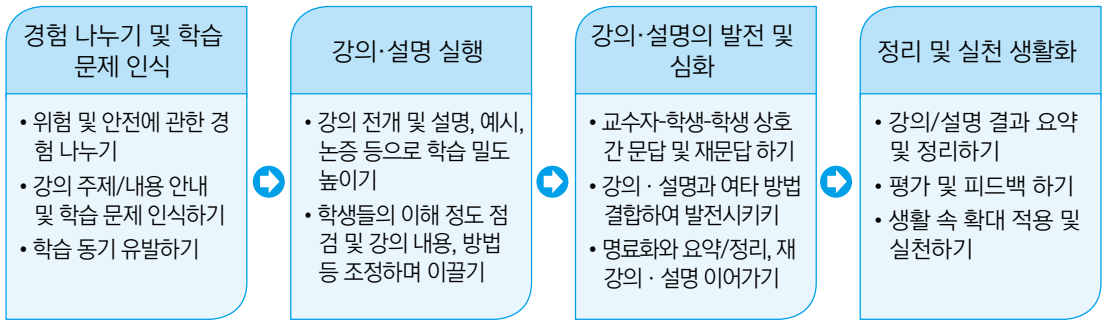 경험 나누기 및 학습
문제 인식
• 위험 및 안전에 관한 경
험 나누기
• 강의 주제/내용 안내
및 학습 문제 인식하기
• 학습 동기 유발하기
강의·설명 실행
• 강의 전개 및 설명, 예시,
논증 등으로 학습 밀도
높이기
• 학생들의 이해 정도 점
검 및 강의 내용, 방법
등 조정하며 이끌기
강의·설명의 발전 및
심화
• 교수자-학생-학생 상호
간 문답 및 재문답 하기
• 강의 · 설명과 여타 방법
결합하여 발전시키키
• 명료화와 요약/정리, 재
강의 · 설명 이어가기
정리 및 실천 생활화
• 강의/설명 결과 요약
및 정리하기
• 평가 및 피드백 하기
• 생활 속 확대 적용 및
실천하기